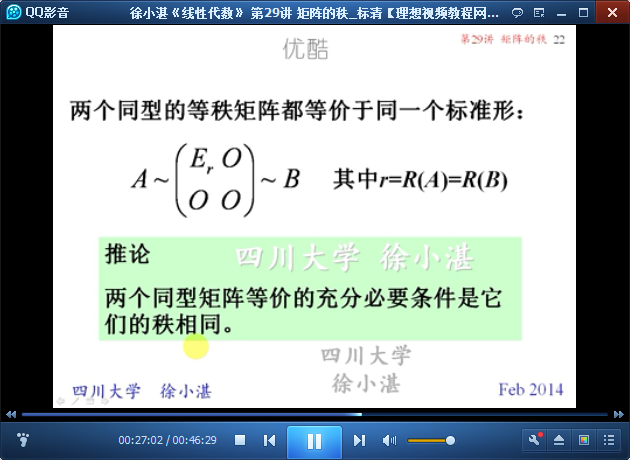 QQ影音
徐小湛《线性代数》 第29讲 矩阵的秩_标清【理想视频教程网...
优酷
第29讲 矩阵的秩 22
两个同型的等秩矩阵都等价于同一个标准形：
A ~ (E_r O
O O) ~ B 其中r=R(A)=R(B)
推论
四川大学 徐小湛
两个同型矩阵等价的充分必要条件是它
们的秩相同。
四川大学
徐小湛
四川大学 徐小湛
Feb 2014
00:27:02 / 00:46:29